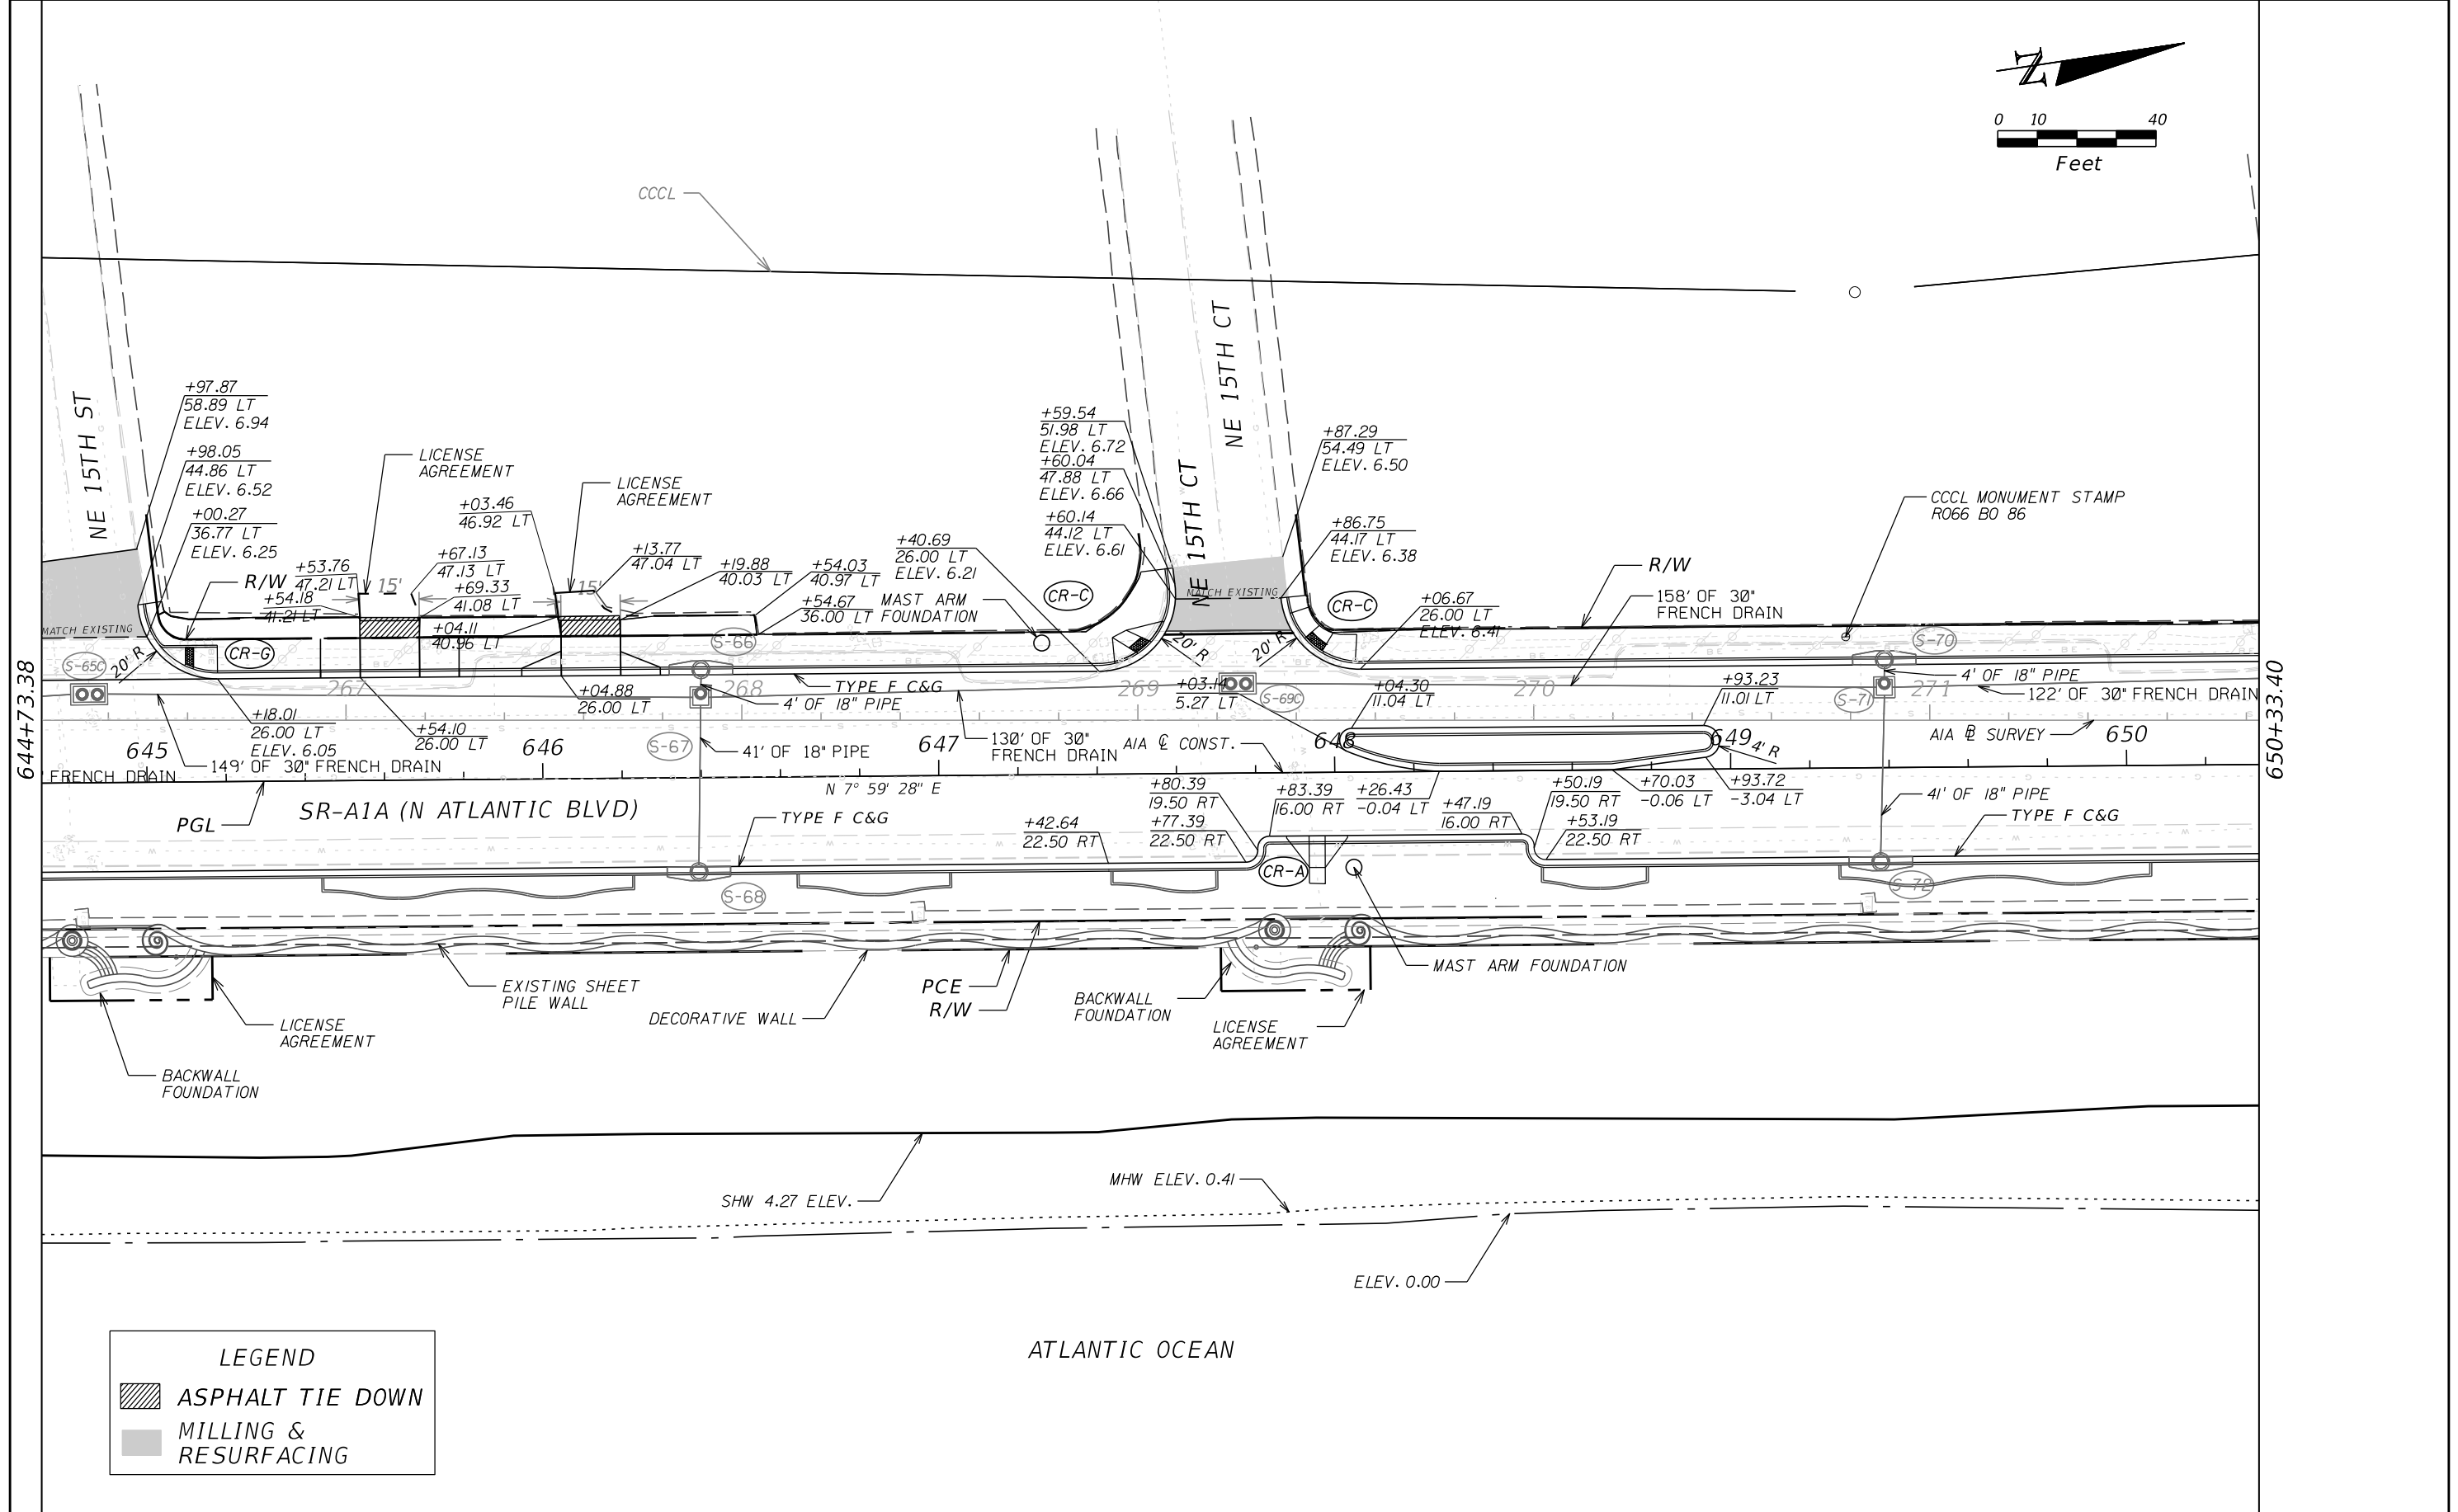 Z
0 10 40
Feet
CCCL
NE 15TH ST
NE 15TH CT
NE 15TH CT
+97.87
58.89 LT
ELEV. 6.94
+98.05
44.86 LT
ELEV. 6.52
+00.27
36.77 LT
ELEV. 6.25
R/W
+53.76
47.21 LT
+54.18
41.21 LT
LICENSE
AGREEMENT
15'
+67.13
47.13 LT
+69.33
41.08 LT
+03.46
46.92 LT
+04.11
40.96 LT
LICENSE
AGREEMENT
15'
+13.77
47.04 LT
+19.88
40.03 LT
+54.03
40.97 LT
+54.67
36.00 LT
+40.69
26.00 LT
ELEV. 6.21
MAST ARM
FOUNDATION
+59.54
51.98 LT
ELEV. 6.72
+60.04
47.88 LT
ELEV. 6.66
+60.14
44.12 LT
ELEV. 6.61
CR-C
+87.29
54.49 LT
ELEV. 6.50
+86.75
44.17 LT
ELEV. 6.38
CR-C
+06.67
26.00 LT
ELEV. 6.41
R/W
158' OF 30"
FRENCH DRAIN
CCCL MONUMENT STAMP
R066 BO 86
MATCH EXISTING
MATCH EXISTING
S-65C
20' R
CR-G
S-66
20' R
20' R
S-70
267
268
269
270
271
TYPE F C&G
4' OF 18" PIPE
+03.14
5.27 LT
S-69C
+04.30
11.04 LT
+93.23
11.01 LT
S-71
4' OF 18" PIPE
122' OF 30" FRENCH DRAIN
644+73.38
650+33.40
+18.01
26.00 LT
ELEV. 6.05
+54.10
26.00 LT
+04.88
26.00 LT
645
646
647
648
649
650
S-67
41' OF 18" PIPE
130' OF 30"
FRENCH DRAIN
A1A ℄ CONST.
4' R
A1A BL SURVEY
149' OF 30" FRENCH DRAIN
FRENCH DRAIN
N 7° 59' 28" E
SR-A1A (N ATLANTIC BLVD)
PGL
TYPE F C&G
+42.64
22.50 RT
+80.39
19.50 RT
+77.39
22.50 RT
+83.39
16.00 RT
+26.43
-0.04 LT
+47.19
16.00 RT
+50.19
19.50 RT
+53.19
22.50 RT
+70.03
-0.06 LT
+93.72
-3.04 LT
41' OF 18" PIPE
TYPE F C&G
CR-A
S-68
S-72
EXISTING SHEET
PILE WALL
DECORATIVE WALL
PCE
R/W
BACKWALL
FOUNDATION
LICENSE
AGREEMENT
MAST ARM FOUNDATION
LICENSE
AGREEMENT
BACKWALL
FOUNDATION
SHW 4.27 ELEV.
MHW ELEV. 0.41
ELEV. 0.00
ATLANTIC OCEAN
LEGEND
ASPHALT TIE DOWN
MILLING &
RESURFACING